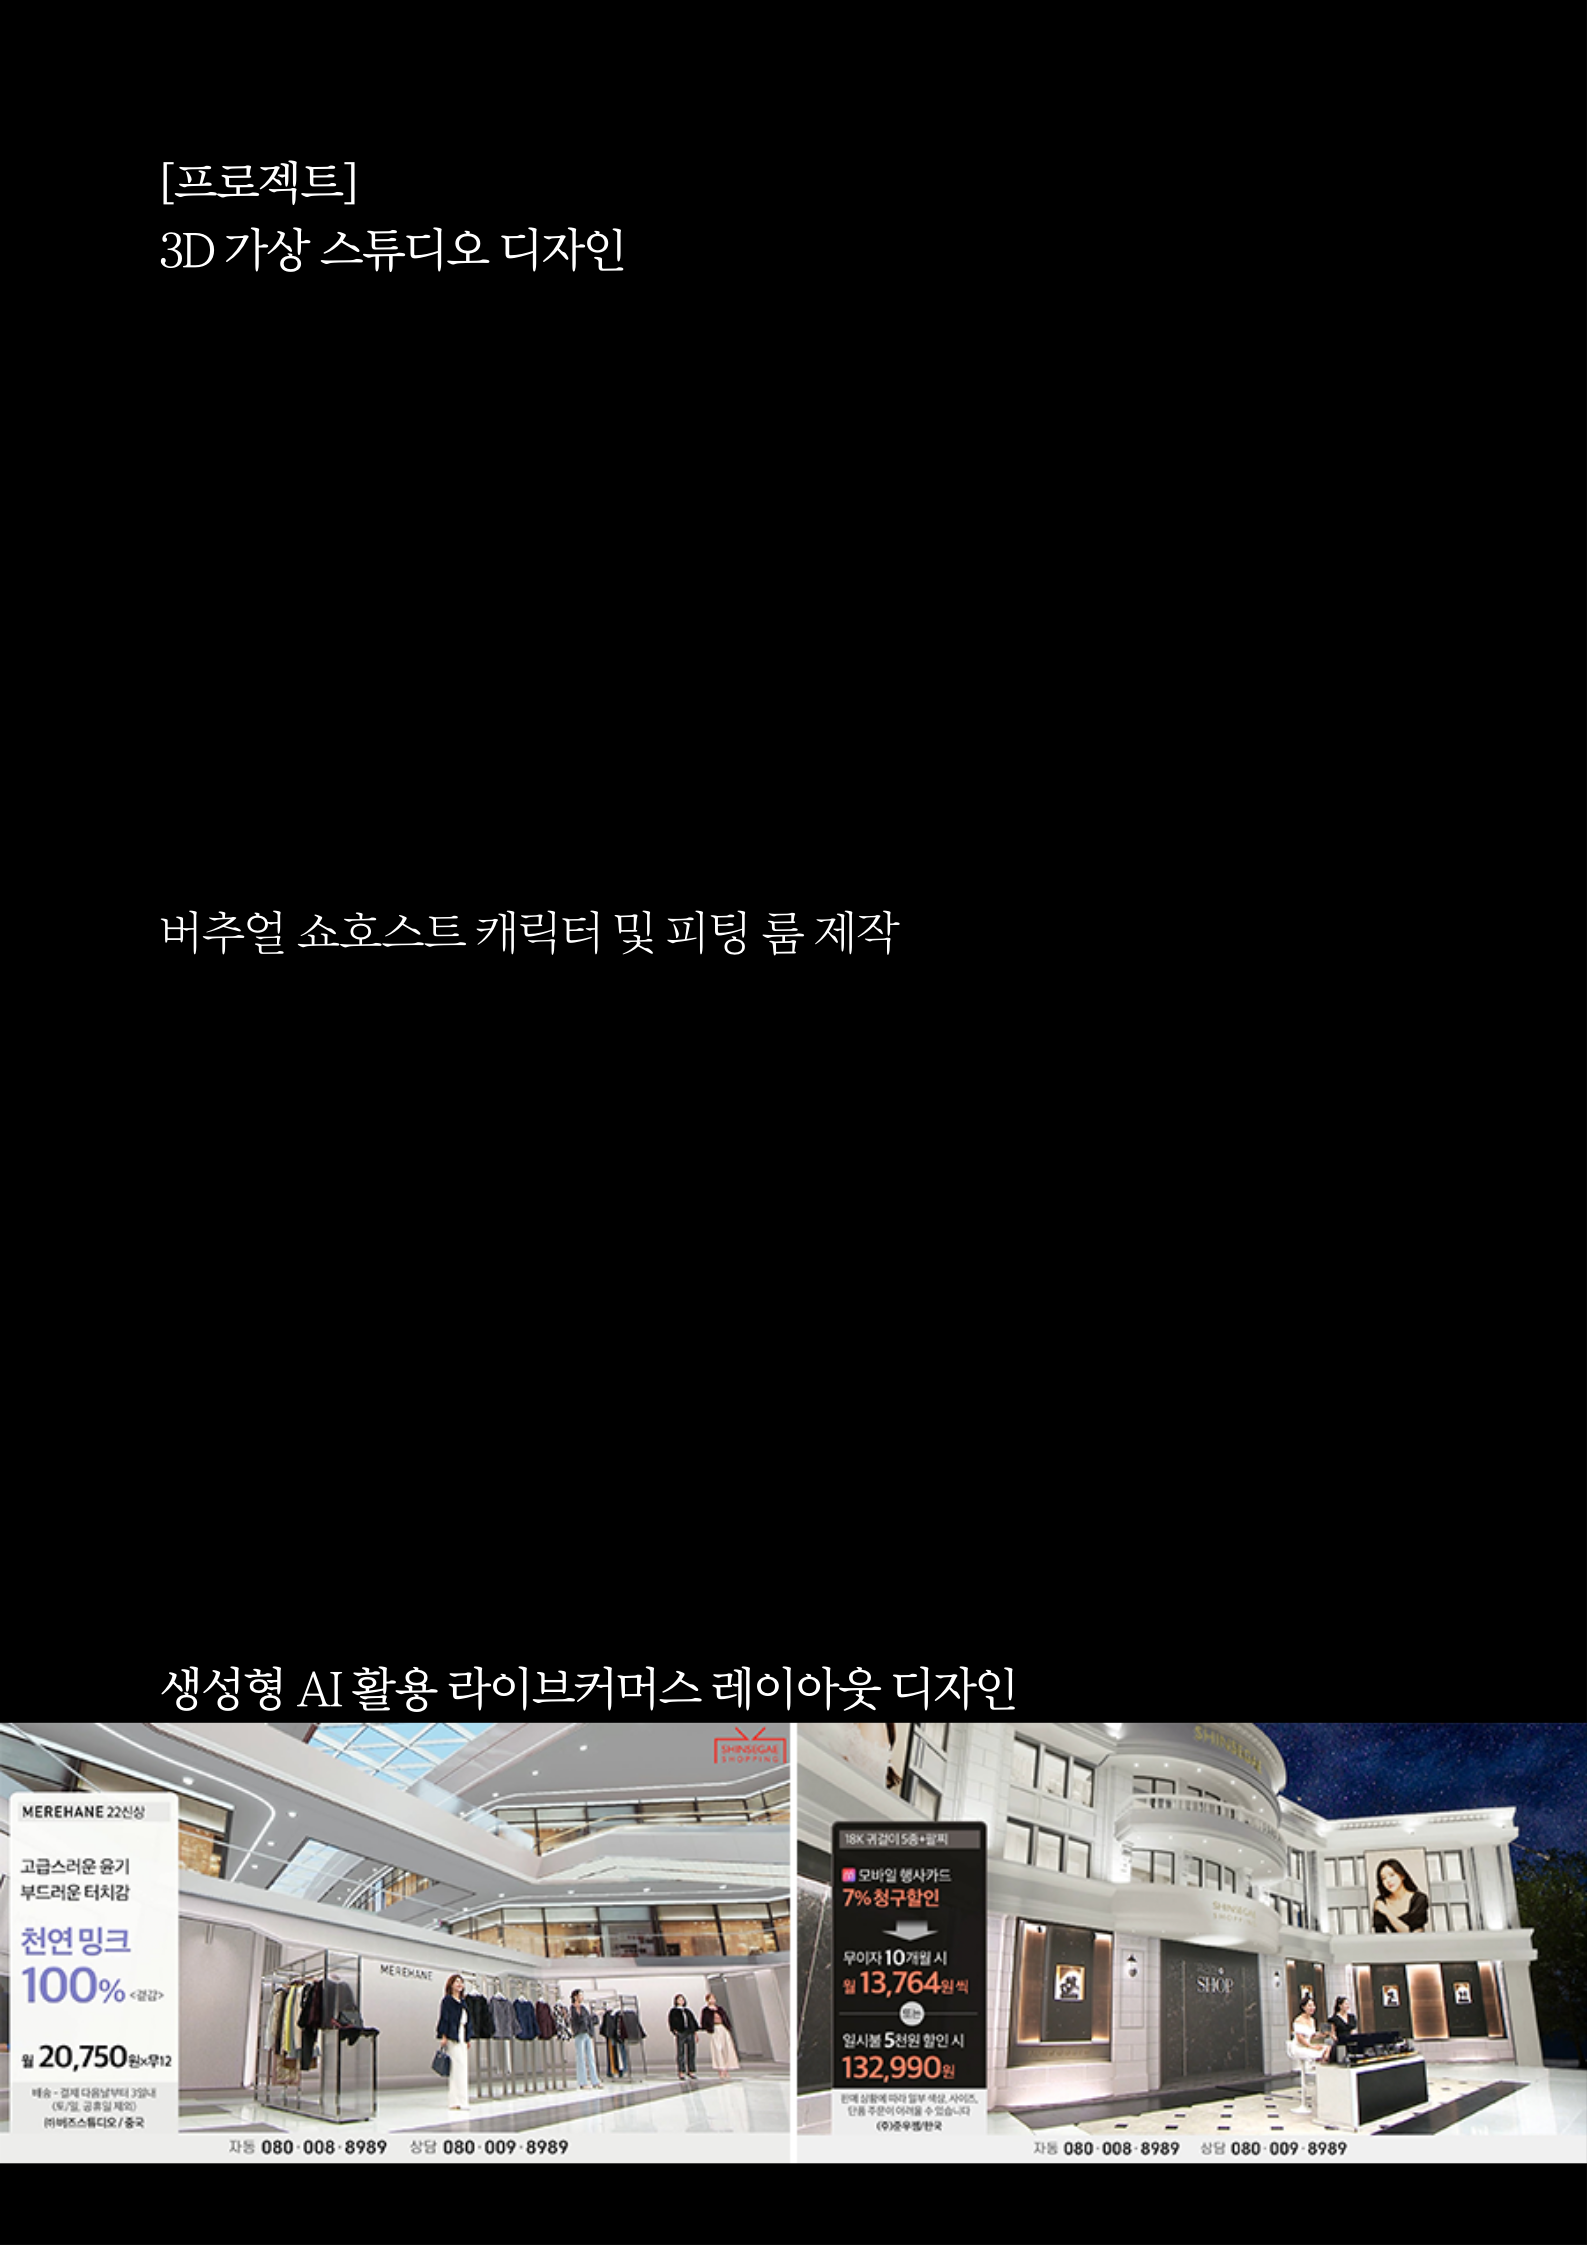 [프로젝트]
3D 가상 스튜디오 디자인
버추얼 쇼호스트 캐릭터 및 피팅 룸 제작
생성형 AI 활용 라이브커머스 레이아웃 디자인
SHINSEGAE
SHOPPING
MEREHANE 22신상
고급스러운 윤기
부드러운 터치감
천연 밍크
100% <겉감>
월 20,750원×무12
배송 - 결제 다음날부터 3일내
(토/일, 공휴일 제외)
㈜버즈스튜디오 / 중국
MEREHANE
자동 080·008·8989 상담 080·009·8989
SHINSEGAE
18K 귀걸이 5종+팔찌
모바일 행사카드
7% 청구할인
무이자 10개월 시
월 13,764원씩
또는
일시불 5천원 할인 시
132,990원
판매 상황에 따라 일부 색상, 사이즈,
단품 주문이 어려울 수 있습니다
(주)준우젬/한국
SHINSEGAE
SHOPPING
SHOP
자동 080·008·8989 상담 080·009·8989